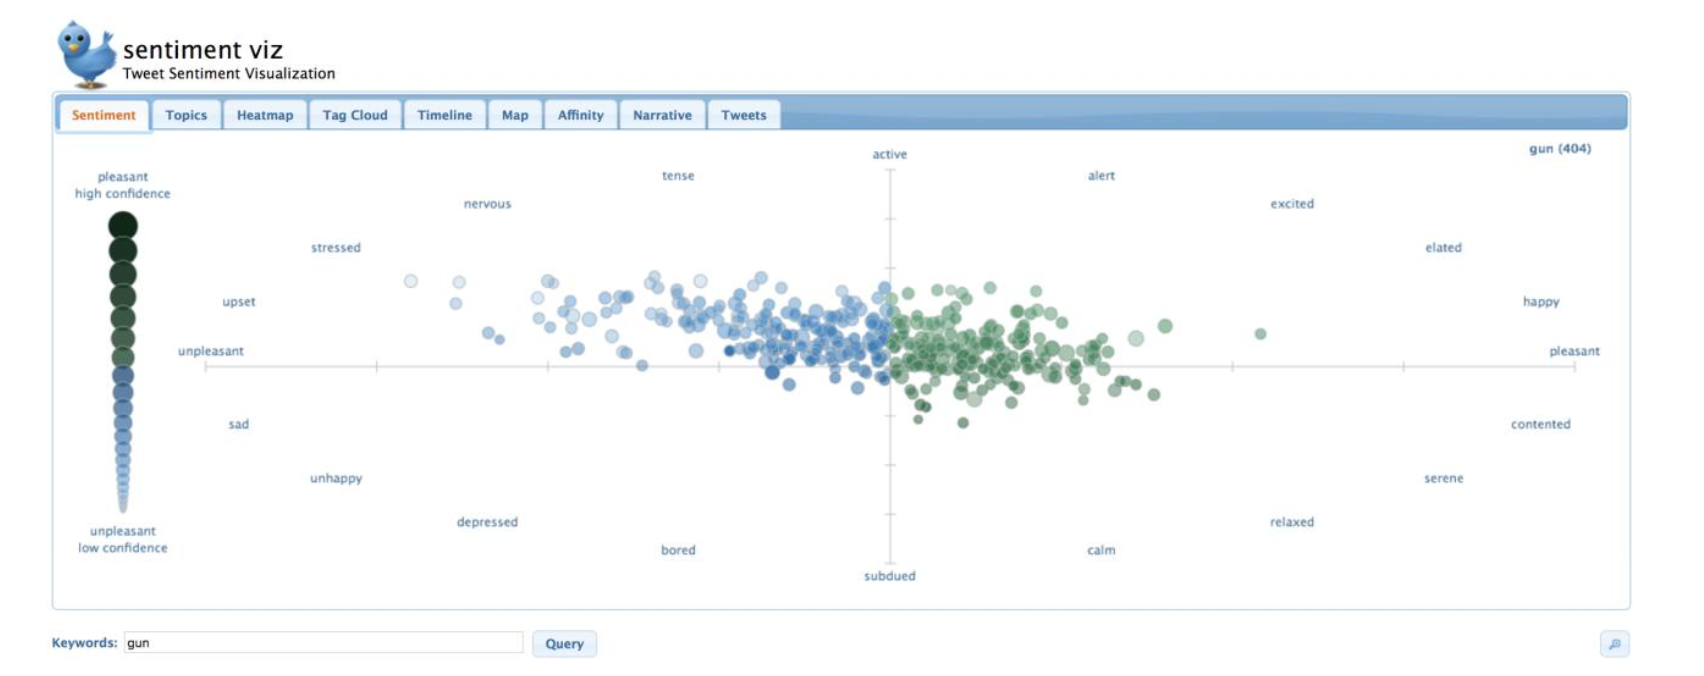 sentiment viz
Tweet Sentiment Visualization
Sentiment Topics Heatmap Tag Cloud Timeline Map Affinity Narrative Tweets
gun (404)
active
pleasant
high confidence
tense
alert
nervous
excited
stressed
elated
upset
happy
unpleasant
pleasant
sad
contented
unhappy
serene
depressed
relaxed
unpleasant
low confidence
bored
calm
subdued
Keywords: gun Query